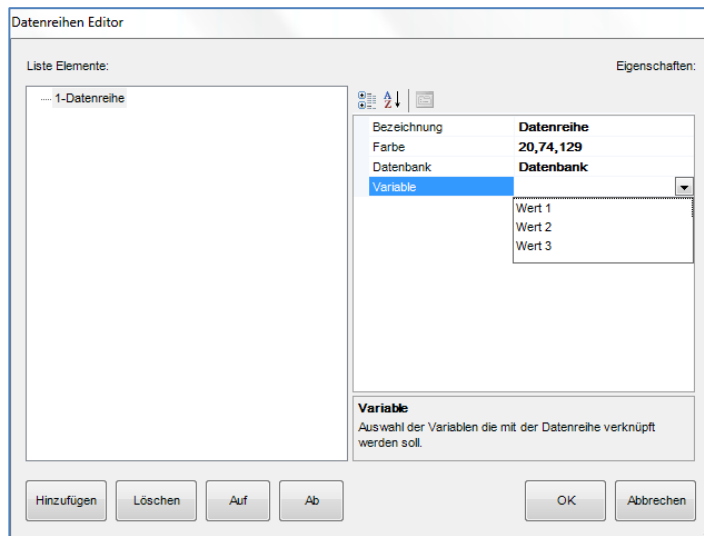 Datenreihen Editor
Liste Elemente:
Eigenschaften:
1-Datenreihe
Bezeichnung Datenreihe
Farbe 20,74,129
Datenbank Datenbank
Variable
Wert 1
Wert 2
Wert 3
Variable
Auswahl der Variablen die mit der Datenreihe verknüpft
werden soll.
Hinzufügen Löschen Auf Ab OK Abbrechen